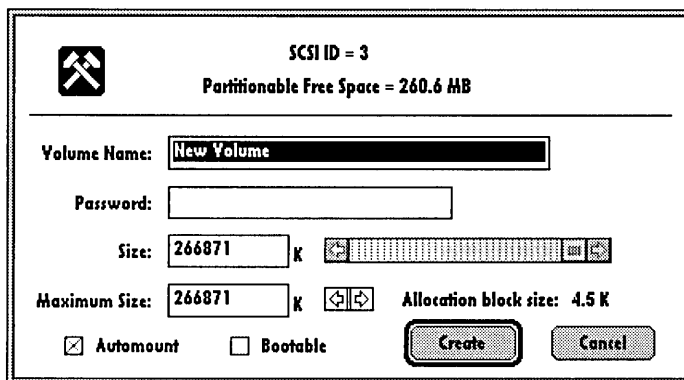 SCSI ID = 3
Partitionable Free Space = 260.6 MB
Volume Name: New Volume
Password:
Size: 266871 K
Maximum Size: 266871 K Allocation block size: 4.5 K
Automount Bootable Create Cancel